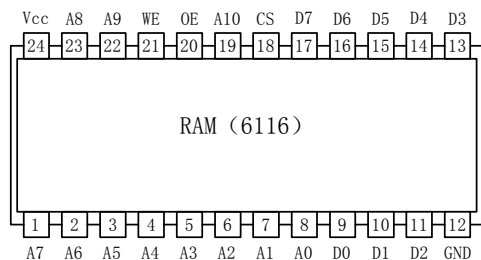 Vcc A8 A9 WE OE A10 CS D7 D6 D5 D4 D3
24 23 22 21 20 19 18 17 16 15 14 13
RAM (6116)
1 2 3 4 5 6 7 8 9 10 11 12
A7 A6 A5 A4 A3 A2 A1 A0 D0 D1 D2 GND